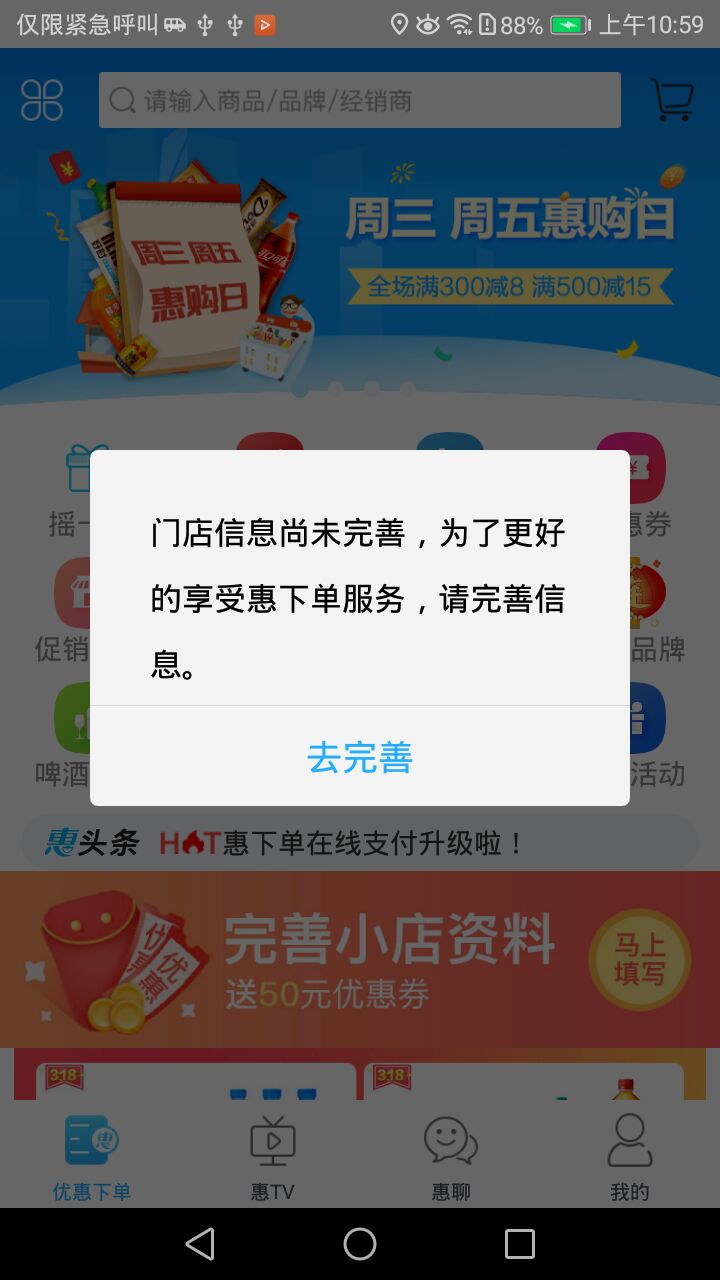 仅限紧急呼叫
88%
上午10:59
请输入商品/品牌/经销商
周三 周五惠购日
周三 周五
惠购日
全场满300减8 满500减15
摇一
惠券
促销
品牌
啤酒
活动
门店信息尚未完善，为了更好
的享受惠下单服务，请完善信
息。
去完善
惠头条 HOT惠下单在线支付升级啦！
完善小店资料
送50元优惠券
优惠
优惠
马上
填写
318
318
优惠下单
惠TV
惠聊
我的